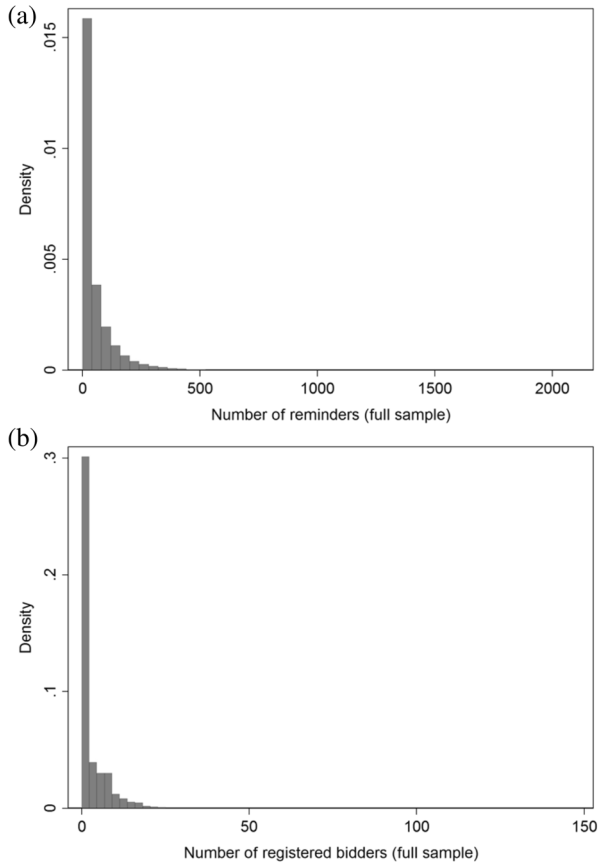 (a)
.015
.01
.005
0
Density
0 500 1000 1500 2000
Number of reminders (full sample)
(b)
.3
.2
.1
0
Density
0 50 100 150
Number of registered bidders (full sample)